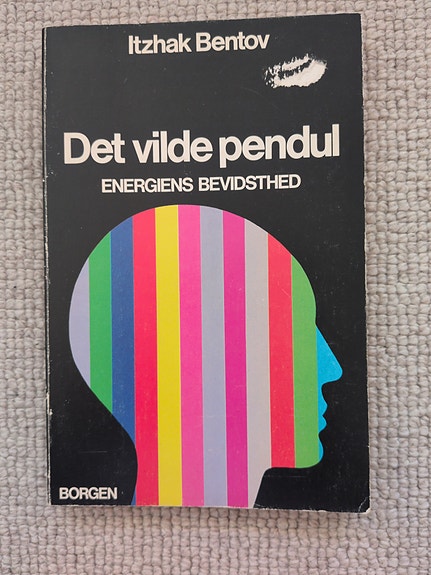 Itzhak Bentov
Det vilde pendul
ENERGIENS BEVIDSTHED
BORGEN